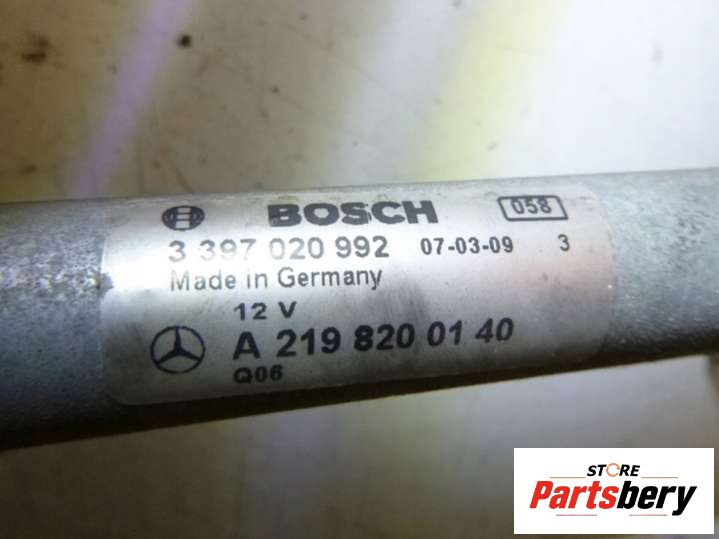 BOSCH 058
3 397 020 992 07-03-09 3
Made in Germany
12 V
A 219 820 01 40
Q06
STORE
Partsbery